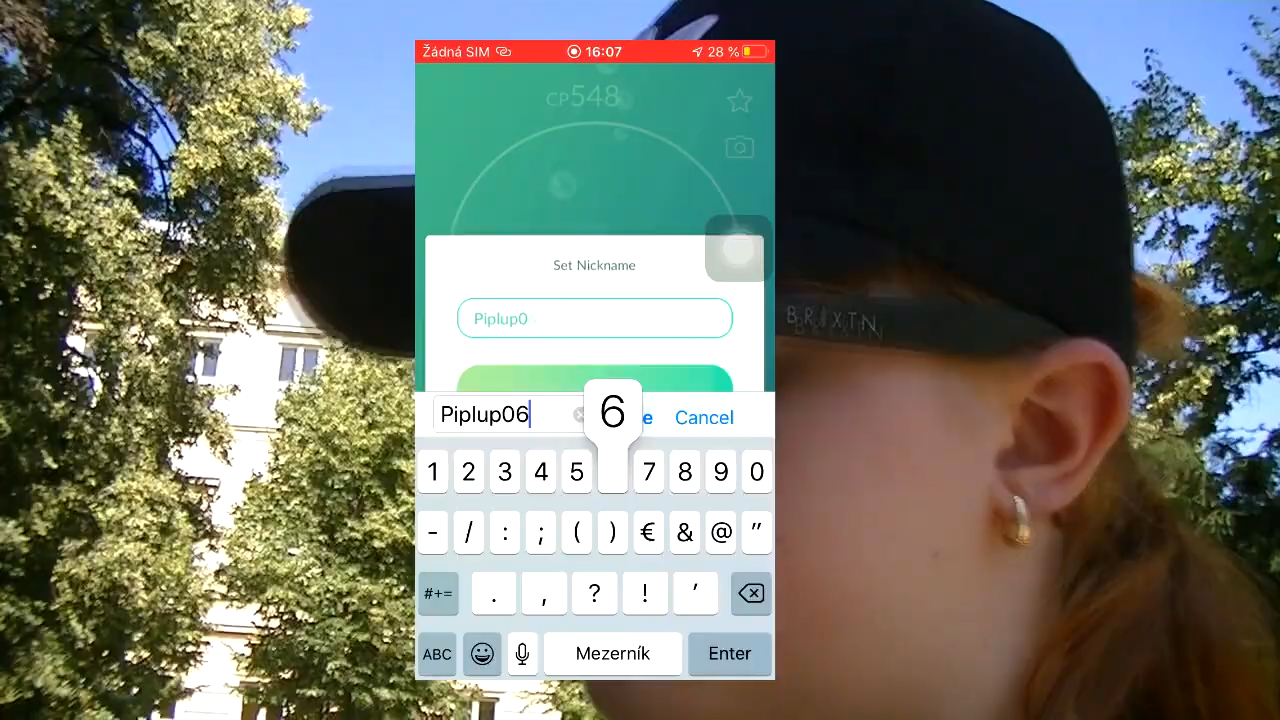 Žádná SIM 16:07 28 %
CP548
Set Nickname
Piplup0
Piplup06 6 e Cancel
1 2 3 4 5 7 8 9 0
- / : ; ( ) € & @ "
#+= . , ? ! ’
ABC Mezerník Enter
BRIXTN